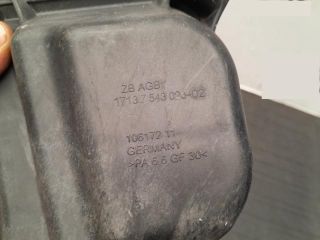 ZB AGB
1713 7 543 003-02
106172 11
GERMANY
>PA 6.6 GF 30<